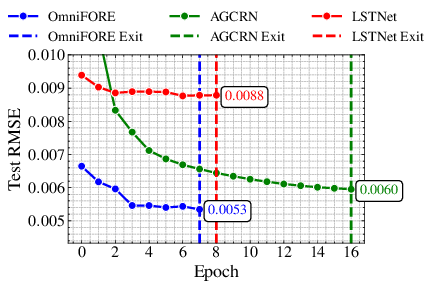 OmniFORE AGCRN LSTNet
OmniFORE Exit AGCRN Exit LSTNet Exit
0.010
0.009
0.008
0.007
0.006
0.005
Test RMSE
0.0088
0.0060
0.0053
0 2 4 6 8 10 12 14 16
Epoch